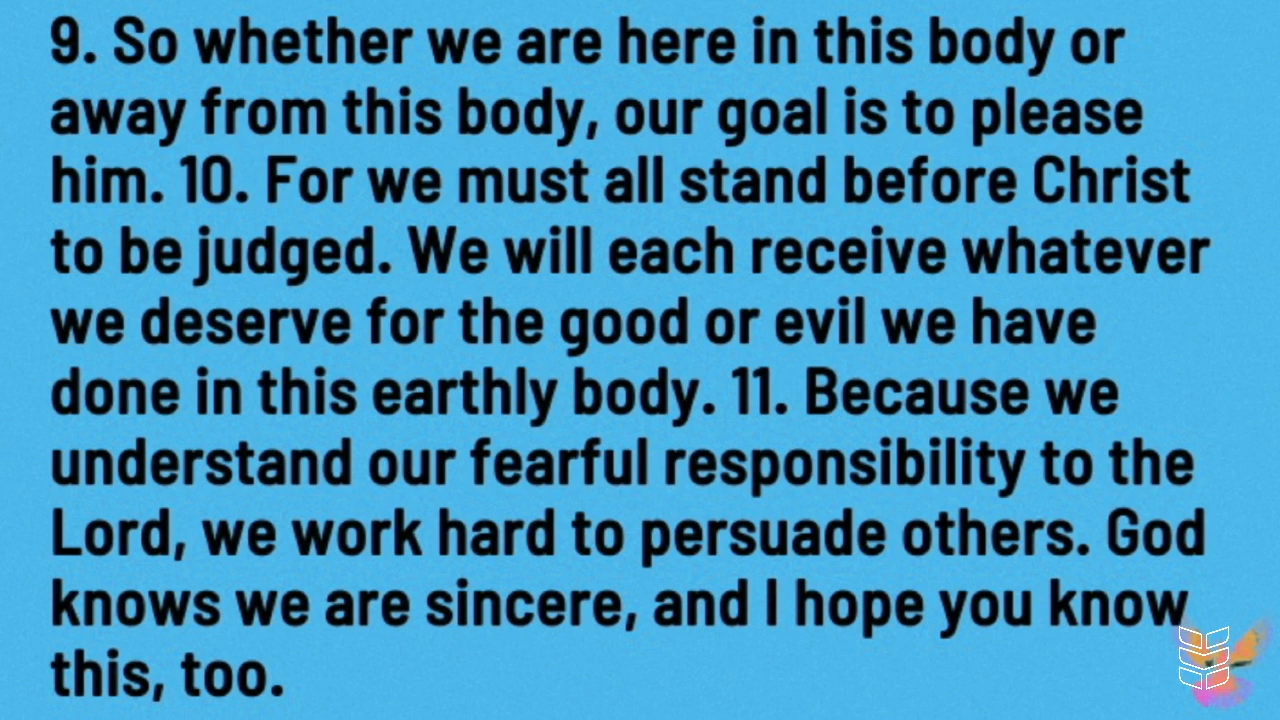 9. So whether we are here in this body or
away from this body, our goal is to please
him. 10. For we must all stand before Christ
to be judged. We will each receive whatever
we deserve for the good or evil we have
done in this earthly body. 11. Because we
understand our fearful responsibility to the
Lord, we work hard to persuade others. God
knows we are sincere, and I hope you know
this, too.